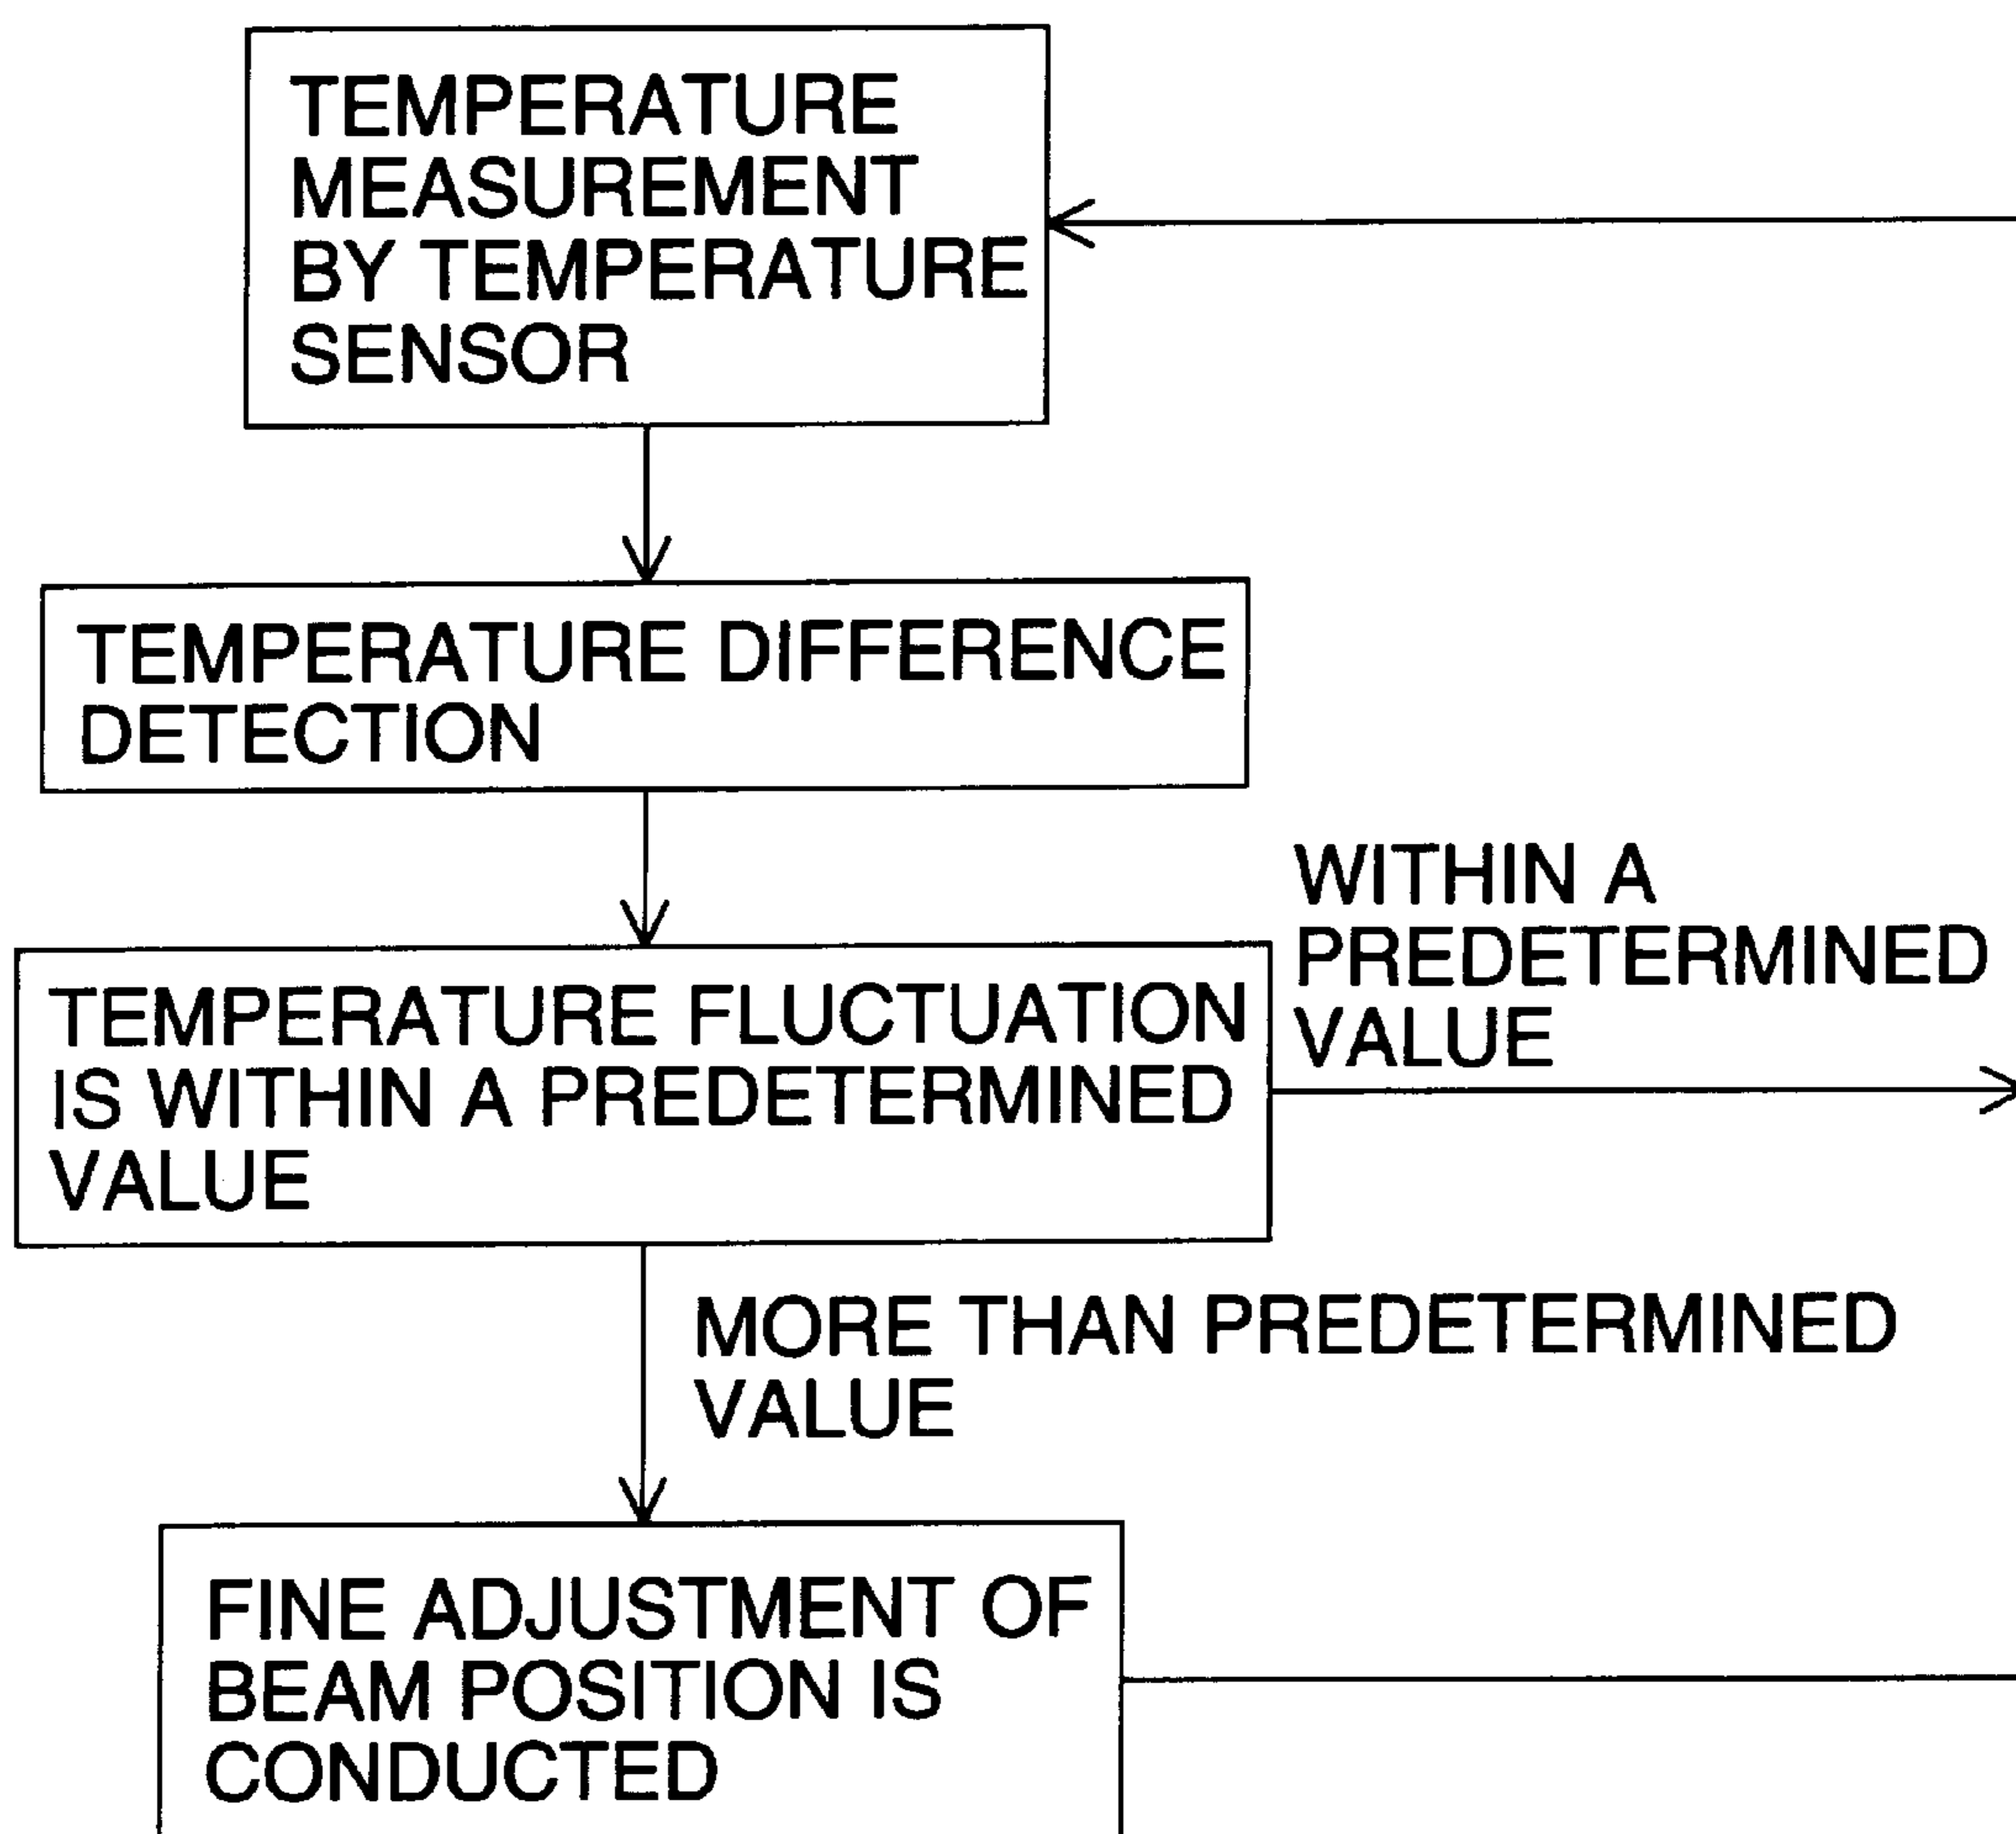 TEMPERATURE
MEASUREMENT
BY TEMPERATURE
SENSOR
TEMPERATURE DIFFERENCE
DETECTION
WITHIN A
PREDETERMINED
VALUE
TEMPERATURE FLUCTUATION
IS WITHIN A PREDETERMINED
VALUE
MORE THAN PREDETERMINED
VALUE
FINE ADJUSTMENT OF
BEAM POSITION IS
CONDUCTED